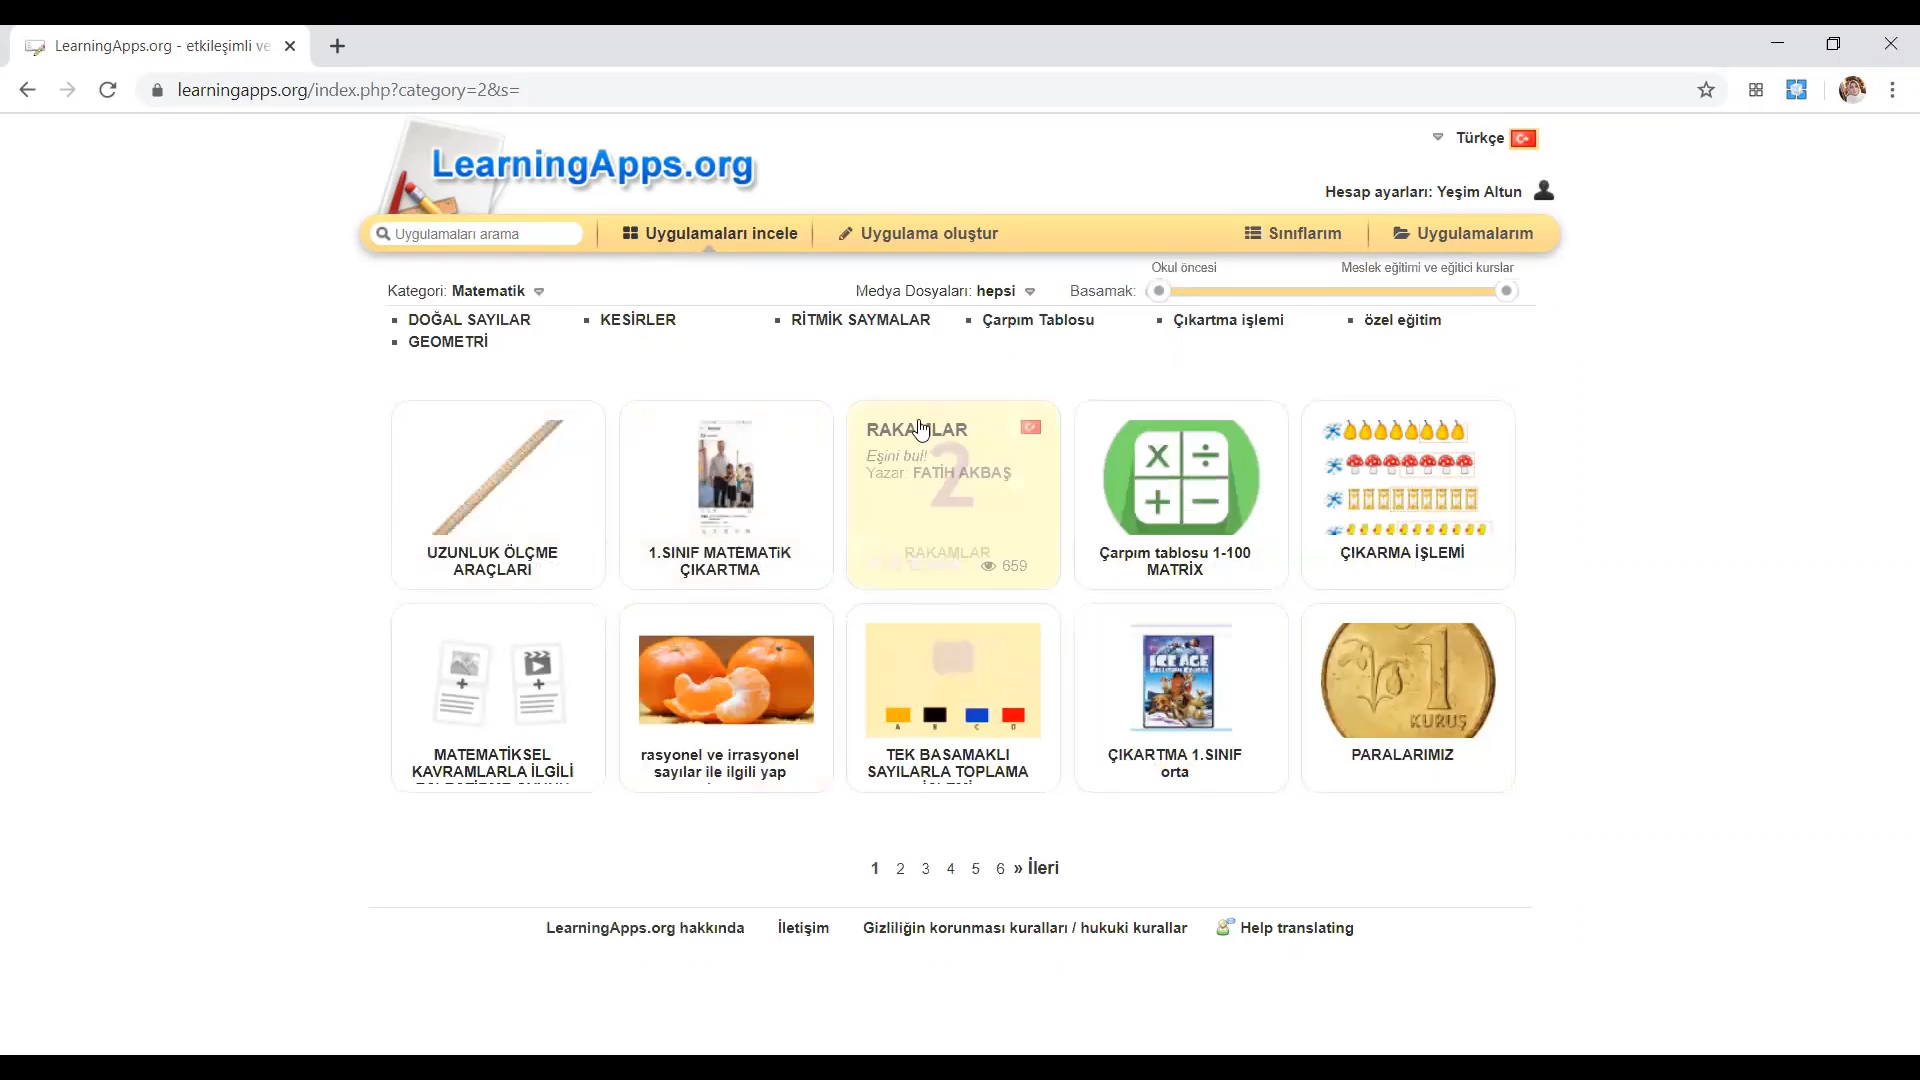 LearningApps.org - etkileşimli ve
learningapps.org/index.php?category=2&s=
LearningApps.org
Türkçe
Hesap ayarları: Yeşim Altun
Uygulamaları arama
Uygulamaları incele
Uygulama oluştur
Sınıflarım
Uygulamalarım
Okul öncesi
Meslek eğitimi ve eğitici kurslar
Kategori: Matematik
Medya Dosyaları: hepsi
Basamak:
DOĞAL SAYILAR
KESİRLER
RİTMİK SAYMALAR
Çarpım Tablosu
Çıkartma işlemi
özel eğitim
GEOMETRİ
UZUNLUK ÖLÇME
ARAÇLARI
1.SINIF MATEMATiK
ÇIKARTMA
RAKAMLAR
Eşini bul!
Yazar: FATİH AKBAŞ
2
RAKAMLAR
659
X ÷
+ −
Çarpım tablosu 1-100
MATRİX
ÇIKARMA İŞLEMİ
MATEMATİKSEL
KAVRAMLARLA İLGİLİ
rasyonel ve irrasyonel
sayılar ile ilgili yap
A B C D
TEK BASAMAKLI
SAYILARLA TOPLAMA
İŞLEMİ
ICE AGE
ÇIKARTMA 1.SINIF
orta
1
KURUŞ
PARALARIMIZ
1 2 3 4 5 6 » İleri
LearningApps.org hakkında
İletişim
Gizliliğin korunması kuralları / hukuki kurallar
Help translating